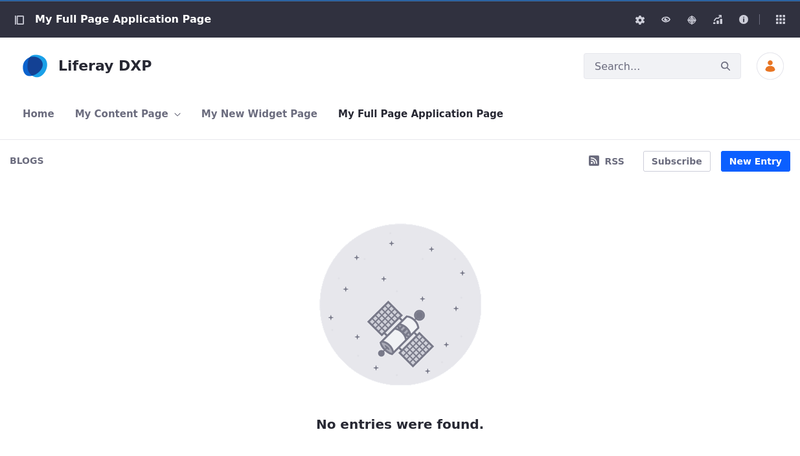 My Full Page Application Page
Liferay DXP
Search...
Home My Content Page My New Widget Page My Full Page Application Page
BLOGS RSS Subscribe New Entry
No entries were found.